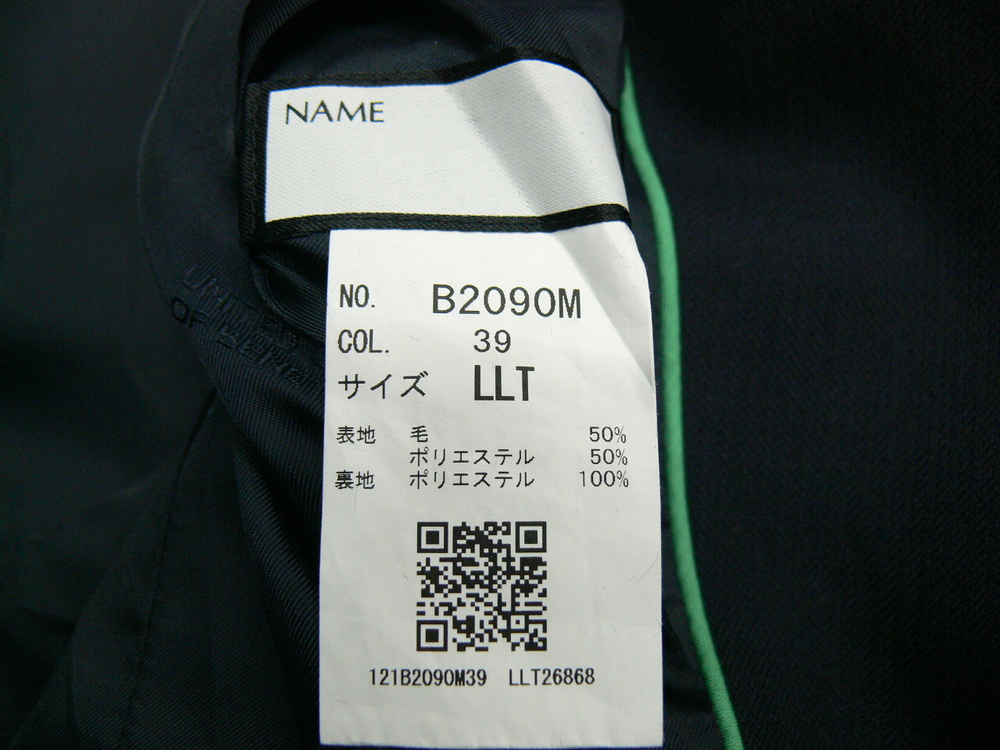 NAME
NO. B2090M
COL. 39
サイズ LLT
表地 毛 50%
ポリエステル 50%
裏地 ポリエステル 100%
121B2090M39 LLT26868
OF